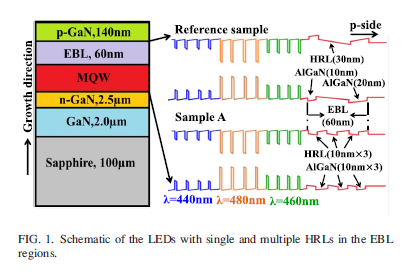 p-GaN,140nm
EBL, 60nm
MQW
n-GaN,2.5μm
GaN,2.0μm
Sapphire, 100μm
Growth direction
Reference sample
p-side
HRL(30nm)
AlGaN(10nm)
AlGaN(20nm)
EBL
(60nm)
Sample A
HRL(10nm×3)
AlGaN(10nm×3)
λ=440nm λ=480nm λ=460nm
FIG. 1. Schematic of the LEDs with single and multiple HRLs in the EBL
regions.